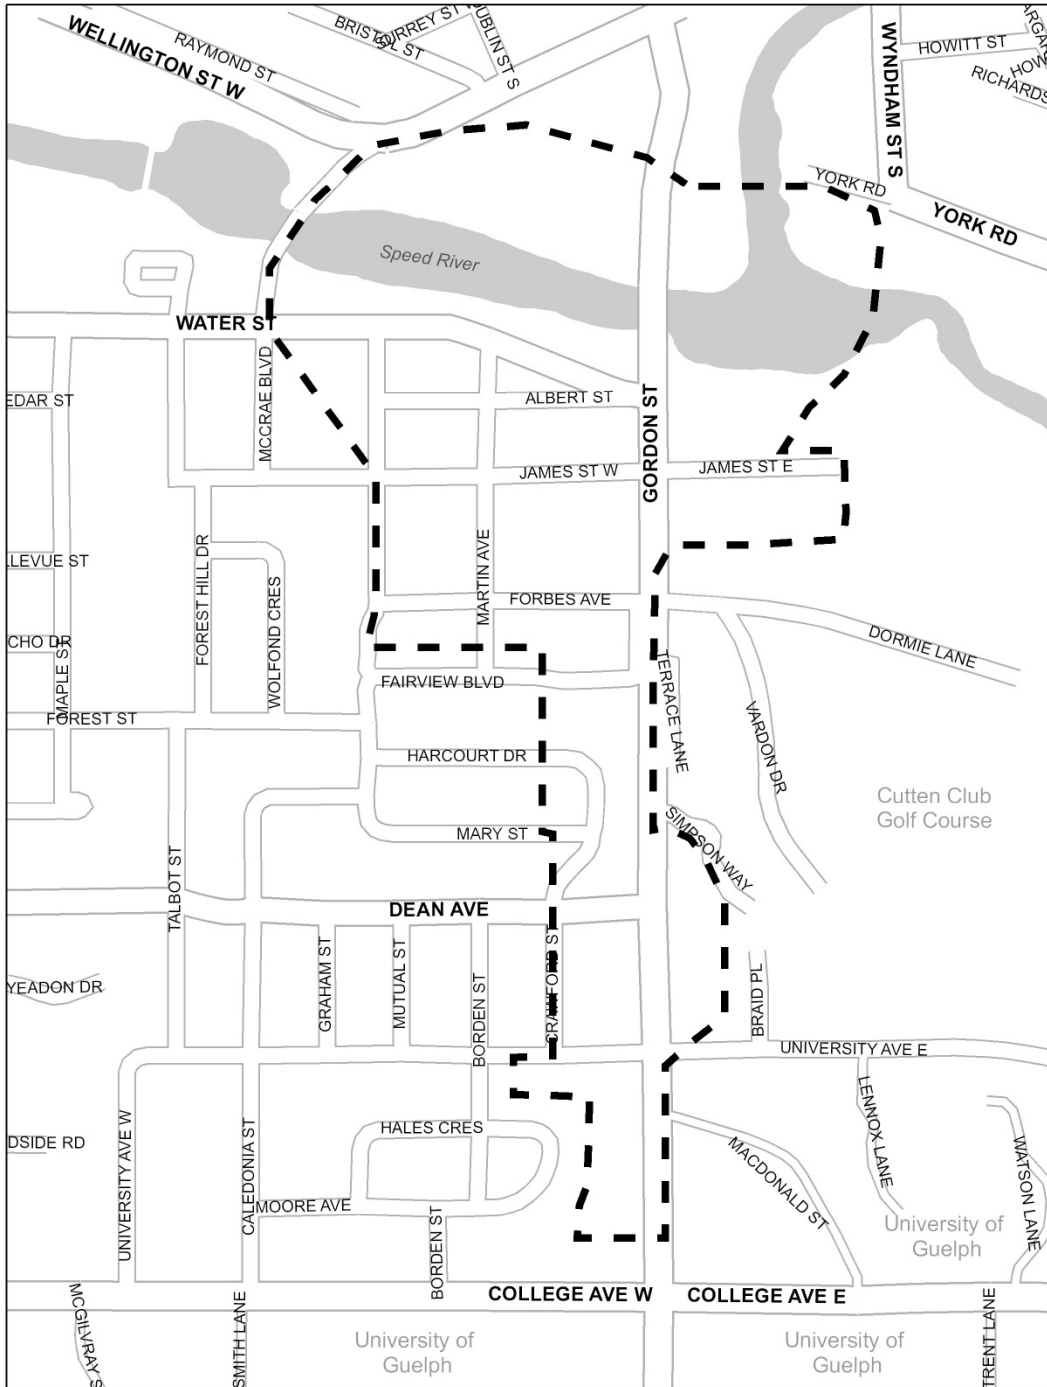 SURREY ST W
DUBLIN ST S
BRISTOL ST
RAYMOND ST
WELLINGTON ST W
WYNDHAM ST S
HOWITT ST
RICHARDS
YORK RD
YORK RD
Speed River
WATER ST
MCCRAE BLVD
EDAR ST
ALBERT ST
GORDON ST
JAMES ST W
JAMES ST E
LLEVUE ST
FOREST HILL DR
WOLFOND CRES
MARTIN AVE
FORBES AVE
DORMIE LANE
CHO DR
MAPLE ST
FAIRVIEW BLVD
TERRACE LANE
FOREST ST
VARDON DR
HARCOURT DR
Cutten Club
Golf Course
MARY ST
SIMPSON WAY
TALBOT ST
DEAN AVE
YEADON DR
GRAHAM ST
MUTUAL ST
BORDEN ST
CRAWFORD ST
BRAID PL
UNIVERSITY AVE E
LENNOX LANE
DSIDE RD
UNIVERSITY AVE W
CALEDONIA ST
HALES CRES
MACDONALD ST
WATSON LANE
MOORE AVE
BORDEN ST
University of
Guelph
COLLEGE AVE W
COLLEGE AVE E
MCGILVRAY S
SMITH LANE
University of
Guelph
University of
Guelph
TRENT LANE